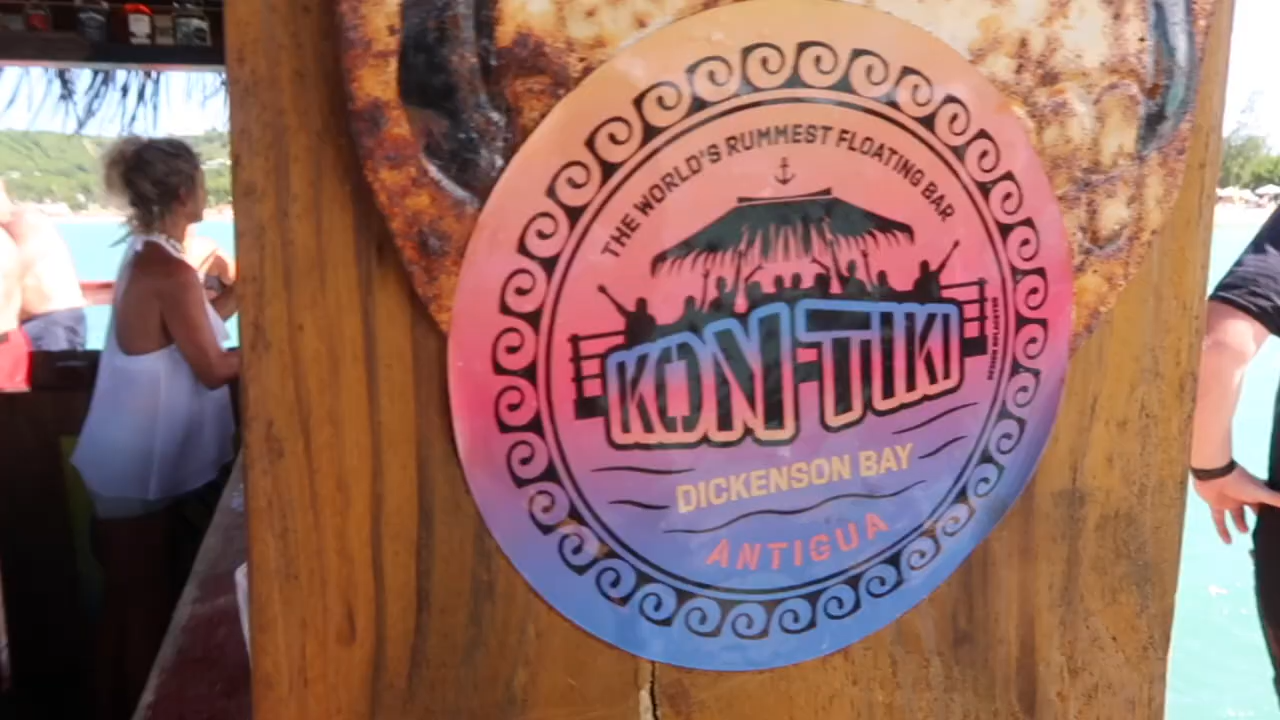 THE WORLD'S RUMMEST FLOATING BAR
KON-TIKI
DICKENSON BAY
ANTIGUA